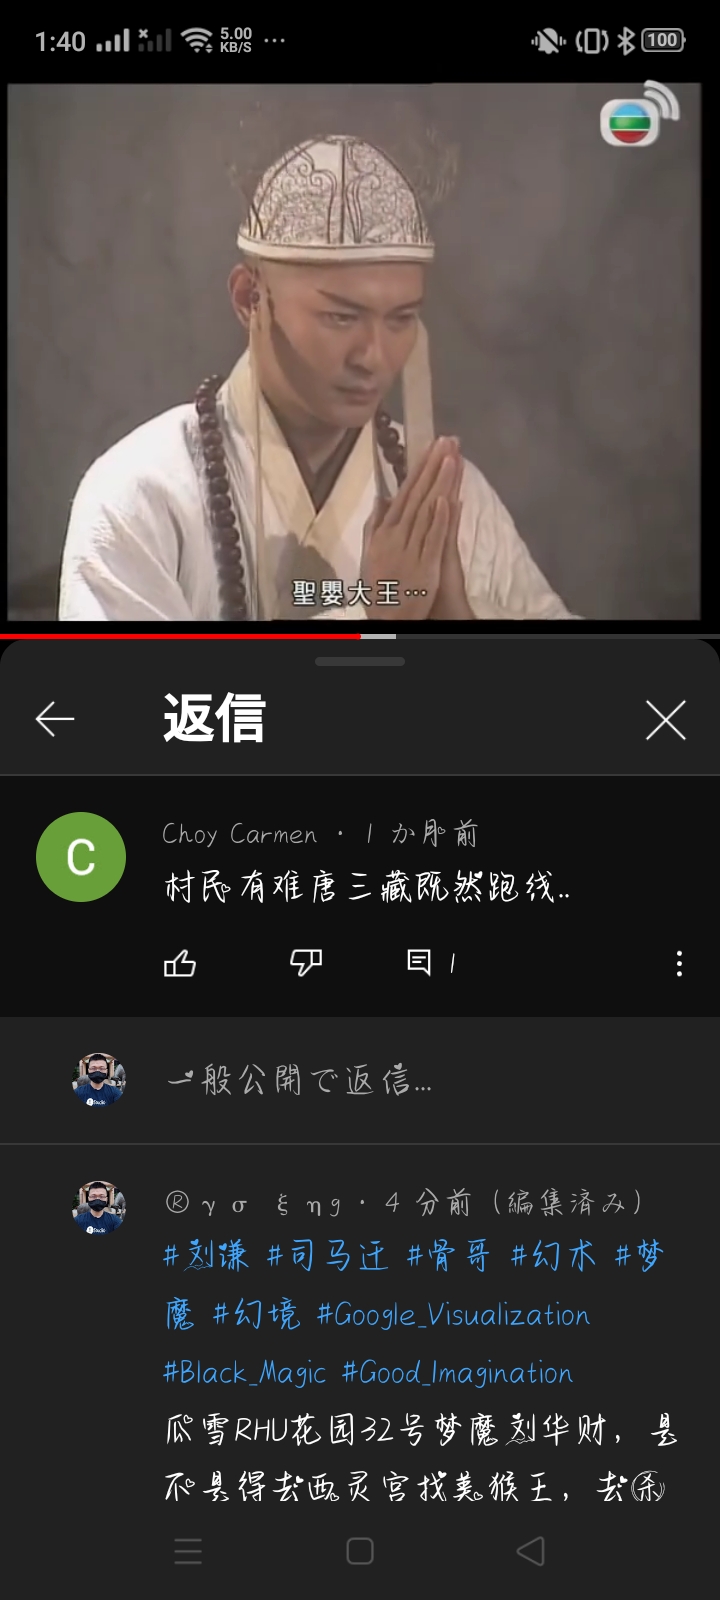 1:40 5.00 KB/S ... 100
聖嬰大王…
返信
C Choy Carmen · 1 か月前
村民有难唐三藏既然跑线..
1
一般公開で返信...
® γ σ ξ η g · 4 分前（編集済み）
#刘谦 #司马迁 #骨哥 #幻术 #梦
魔 #幻境 #Google_Visualization
#Black_Magic #Good_Imagination
瓜雪RHU花园32号梦魔刘华财，是
不是得去西灵宫找美猴王，去㊍